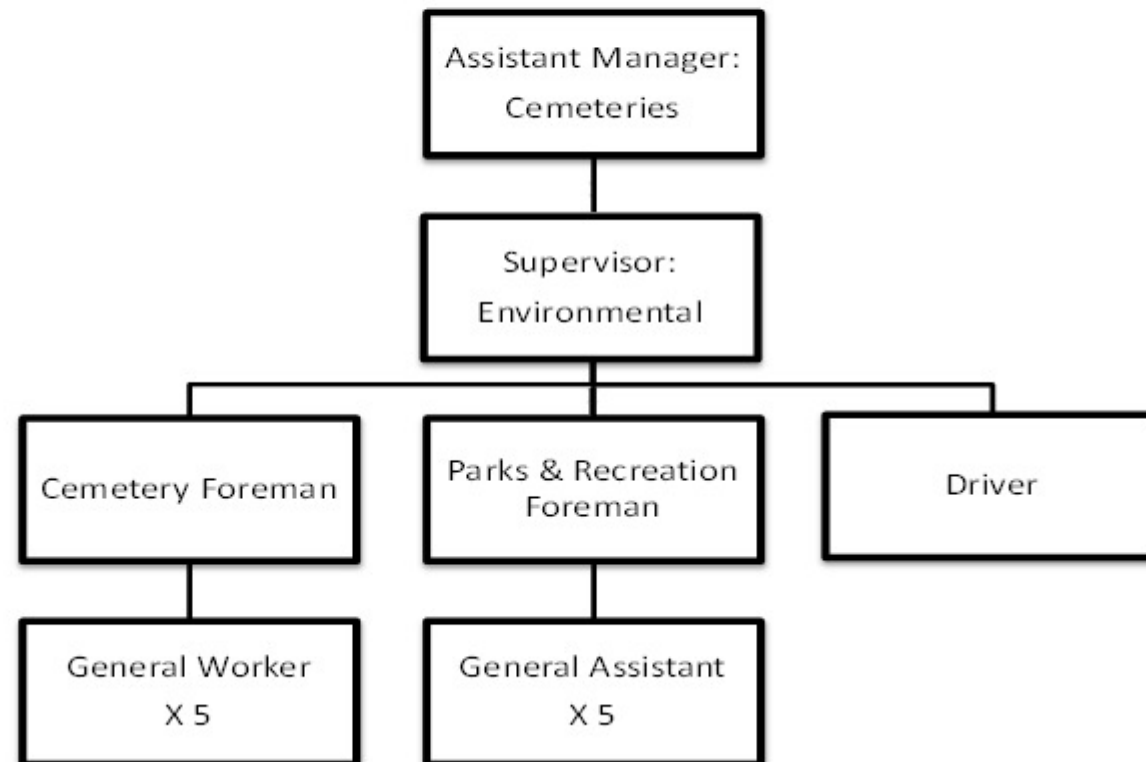 Assistant Manager:
Cemeteries
Supervisor:
Environmental
Cemetery Foreman
Parks & Recreation
Foreman
Driver
General Worker
X 5
General Assistant
X 5